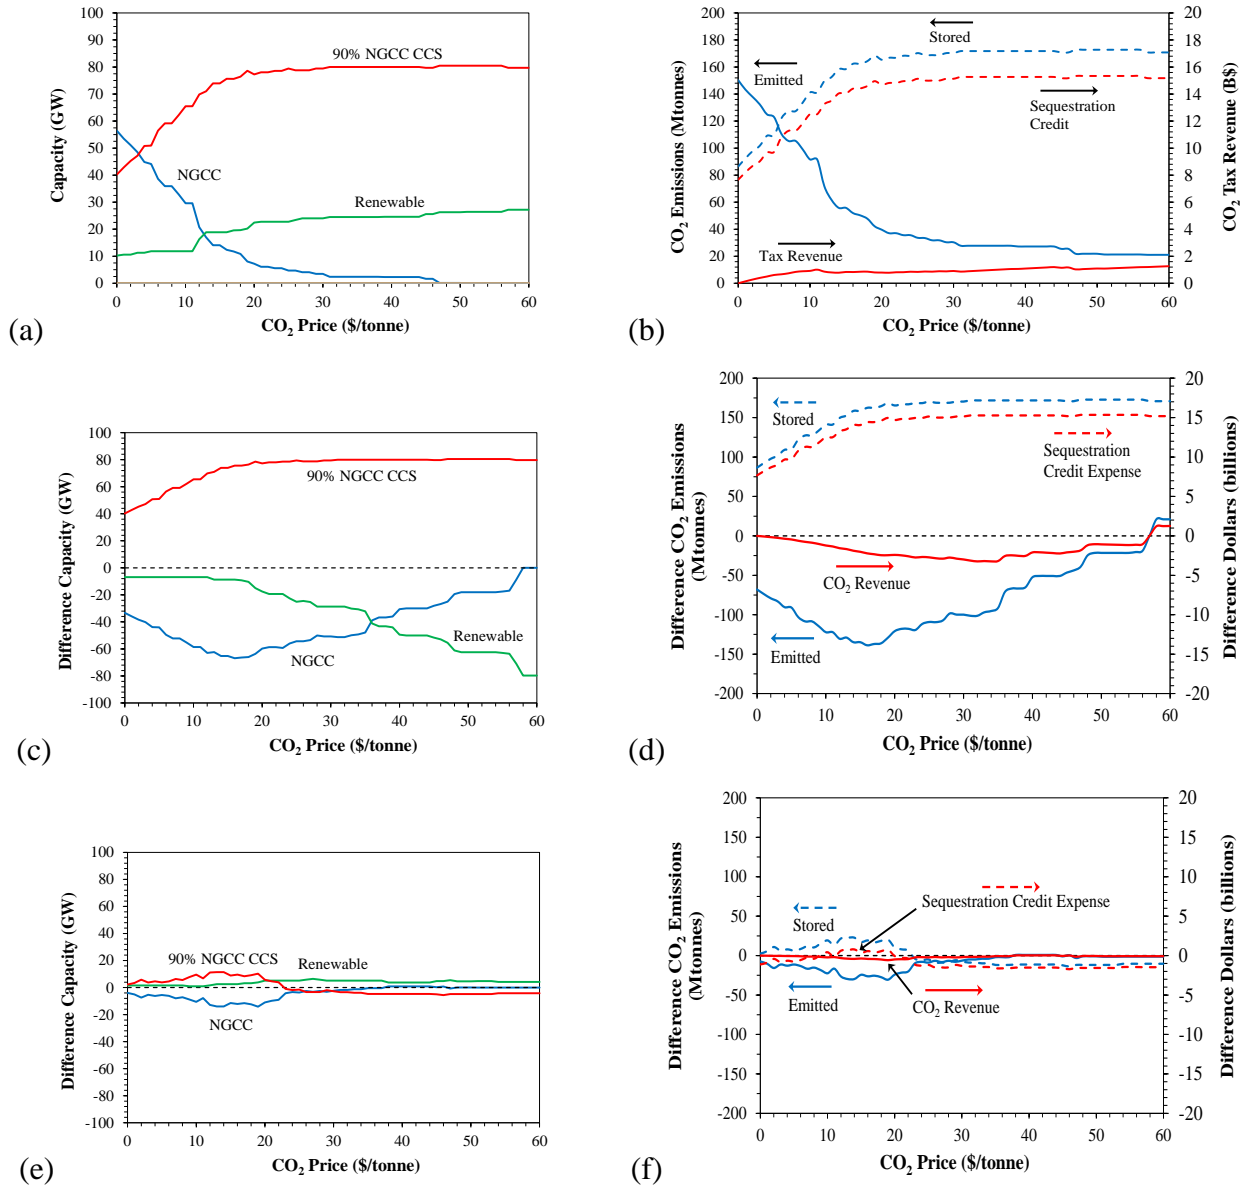 100
90
80
70
60
50
40
30
20
10
0
Capacity (GW)
90% NGCC CCS
NGCC
Renewable
0 10 20 30 40 50 60
CO2 Price ($/tonne)
(a)
200
180
160
140
120
100
80
60
40
20
0
CO2 Emissions (Mtonnes)
Stored
Emitted
Sequestration
Credit
Tax Revenue
20
18
16
14
12
10
8
6
4
2
0
CO2 Tax Revenue (B$)
0 10 20 30 40 50 60
CO2 Price ($/tonne)
(b)
100
80
60
40
20
0
-20
-40
-60
-80
-100
Difference Capacity (GW)
90% NGCC CCS
NGCC
Renewable
0 10 20 30 40 50 60
CO2 Price ($/tonne)
(c)
200
150
100
50
0
-50
-100
-150
-200
Difference CO2 Emissions
(Mtonnes)
Stored
Sequestration
Credit Expense
CO2 Revenue
Emitted
20
15
10
5
0
-5
-10
-15
-20
Difference Dollars (billions)
0 10 20 30 40 50 60
CO2 Price ($/tonne)
(d)
100
80
60
40
20
0
-20
-40
-60
-80
-100
Difference Capacity (GW)
90% NGCC CCS
Renewable
NGCC
0 10 20 30 40 50 60
CO2 Price ($/tonne)
(e)
200
150
100
50
0
-50
-100
-150
-200
Difference CO2 Emissions
(Mtonnes)
Sequestration Credit Expense
Stored
Emitted
CO2 Revenue
20
15
10
5
0
-5
-10
-15
-20
Difference Dollars (billions)
0 10 20 30 40 50 60
CO2 Price ($/tonne)
(f)